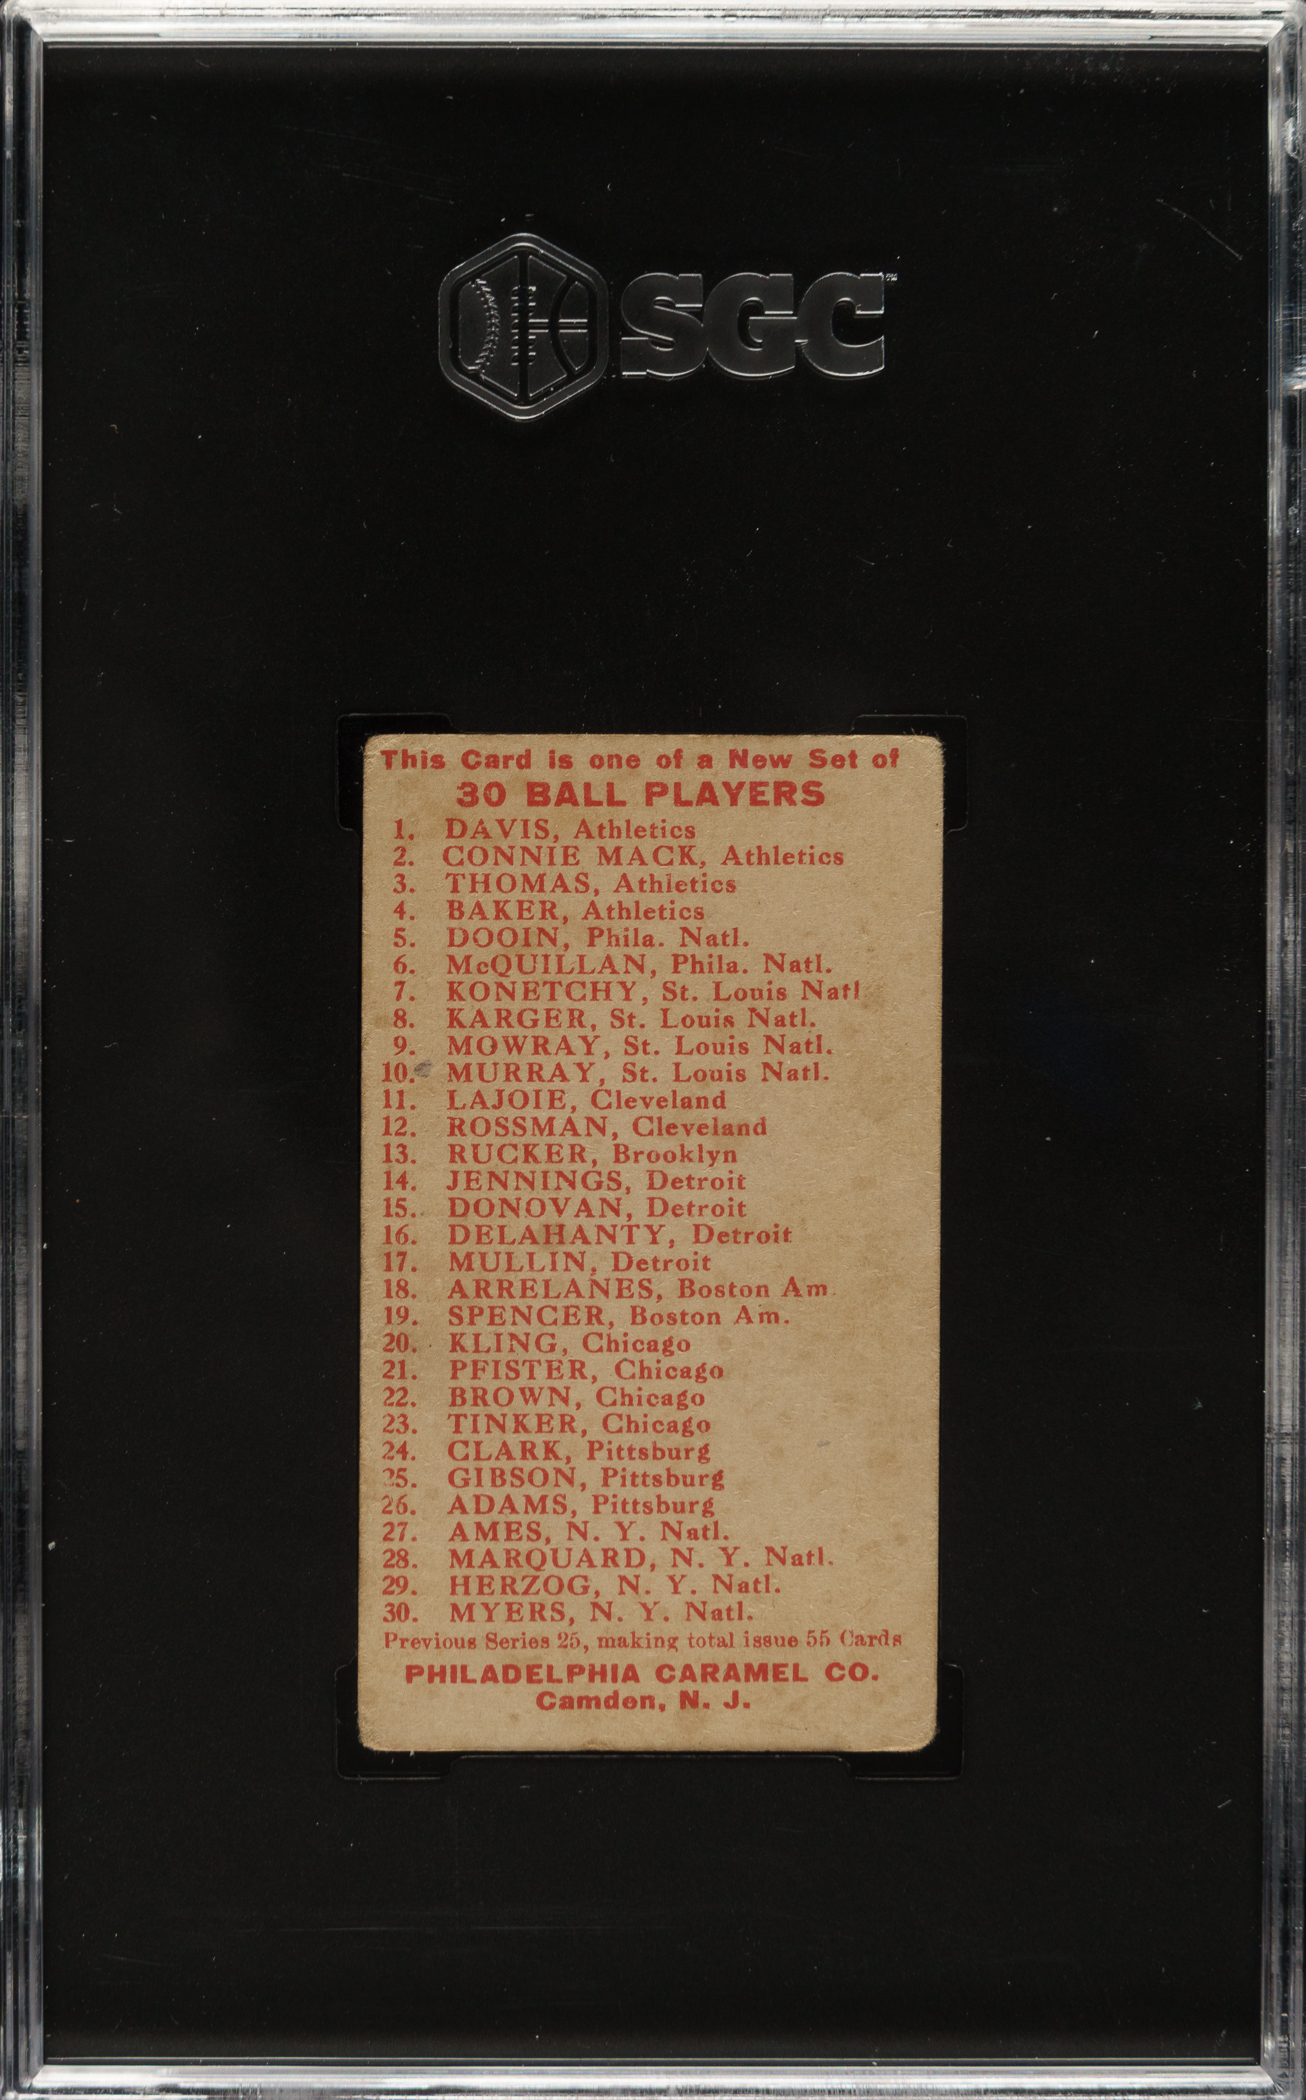 SGC™
This Card is one of a New Set of
30 BALL PLAYERS
1. DAVIS, Athletics
2. CONNIE MACK, Athletics
3. THOMAS, Athletics
4. BAKER, Athletics
5. DOOIN, Phila. Natl.
6. McQUILLAN, Phila. Natl.
7. KONETCHY, St. Louis Natl
8. KARGER, St. Louis Natl.
9. MOWRAY, St. Louis Natl.
10. MURRAY, St. Louis Natl.
11. LAJOIE, Cleveland
12. ROSSMAN, Cleveland
13. RUCKER, Brooklyn
14. JENNINGS, Detroit
15. DONOVAN, Detroit
16. DELAHANTY, Detroit
17. MULLIN, Detroit
18. ARRELANES, Boston Am.
19. SPENCER, Boston Am.
20. KLING, Chicago
21. PFISTER, Chicago
22. BROWN, Chicago
23. TINKER, Chicago
24. CLARK, Pittsburg
25. GIBSON, Pittsburg
26. ADAMS, Pittsburg
27. AMES, N. Y. Natl.
28. MARQUARD, N. Y. Natl.
29. HERZOG, N. Y. Natl.
30. MYERS, N. Y. Natl.
Previous Series 25, making total issue 55 Cards
PHILADELPHIA CARAMEL CO.
Camden, N. J.